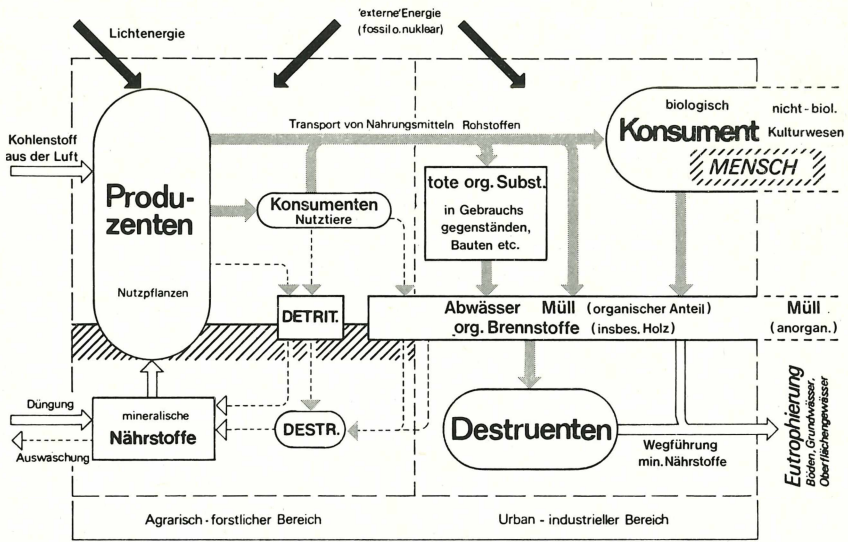 'externe' Energie
(fossil o. nuklear)
Lichtenergie
Kohlenstoff
aus der Luft
Transport von Nahrungsmitteln Rohstoffen
biologisch
Konsument
nicht-biol.
Kulturwesen
MENSCH
Produ-
zenten
Nutzpflanzen
Konsumenten
Nutztiere
tote org. Subst.
in Gebrauchs
gegenständen,
Bauten etc.
DETRIT.
Abwässer Müll (organischer Anteil)
org. Brennstoffe (insbes. Holz)
Müll
(anorgan.)
Düngung
Auswaschung
mineralische
Nährstoffe
DESTR.
Destruenten
Wegführung
min. Nährstoffe
Eutrophierung
Böden, Grundwässer,
Oberflächengewässer
Agrarisch - forstlicher Bereich
Urban - industrieller Bereich